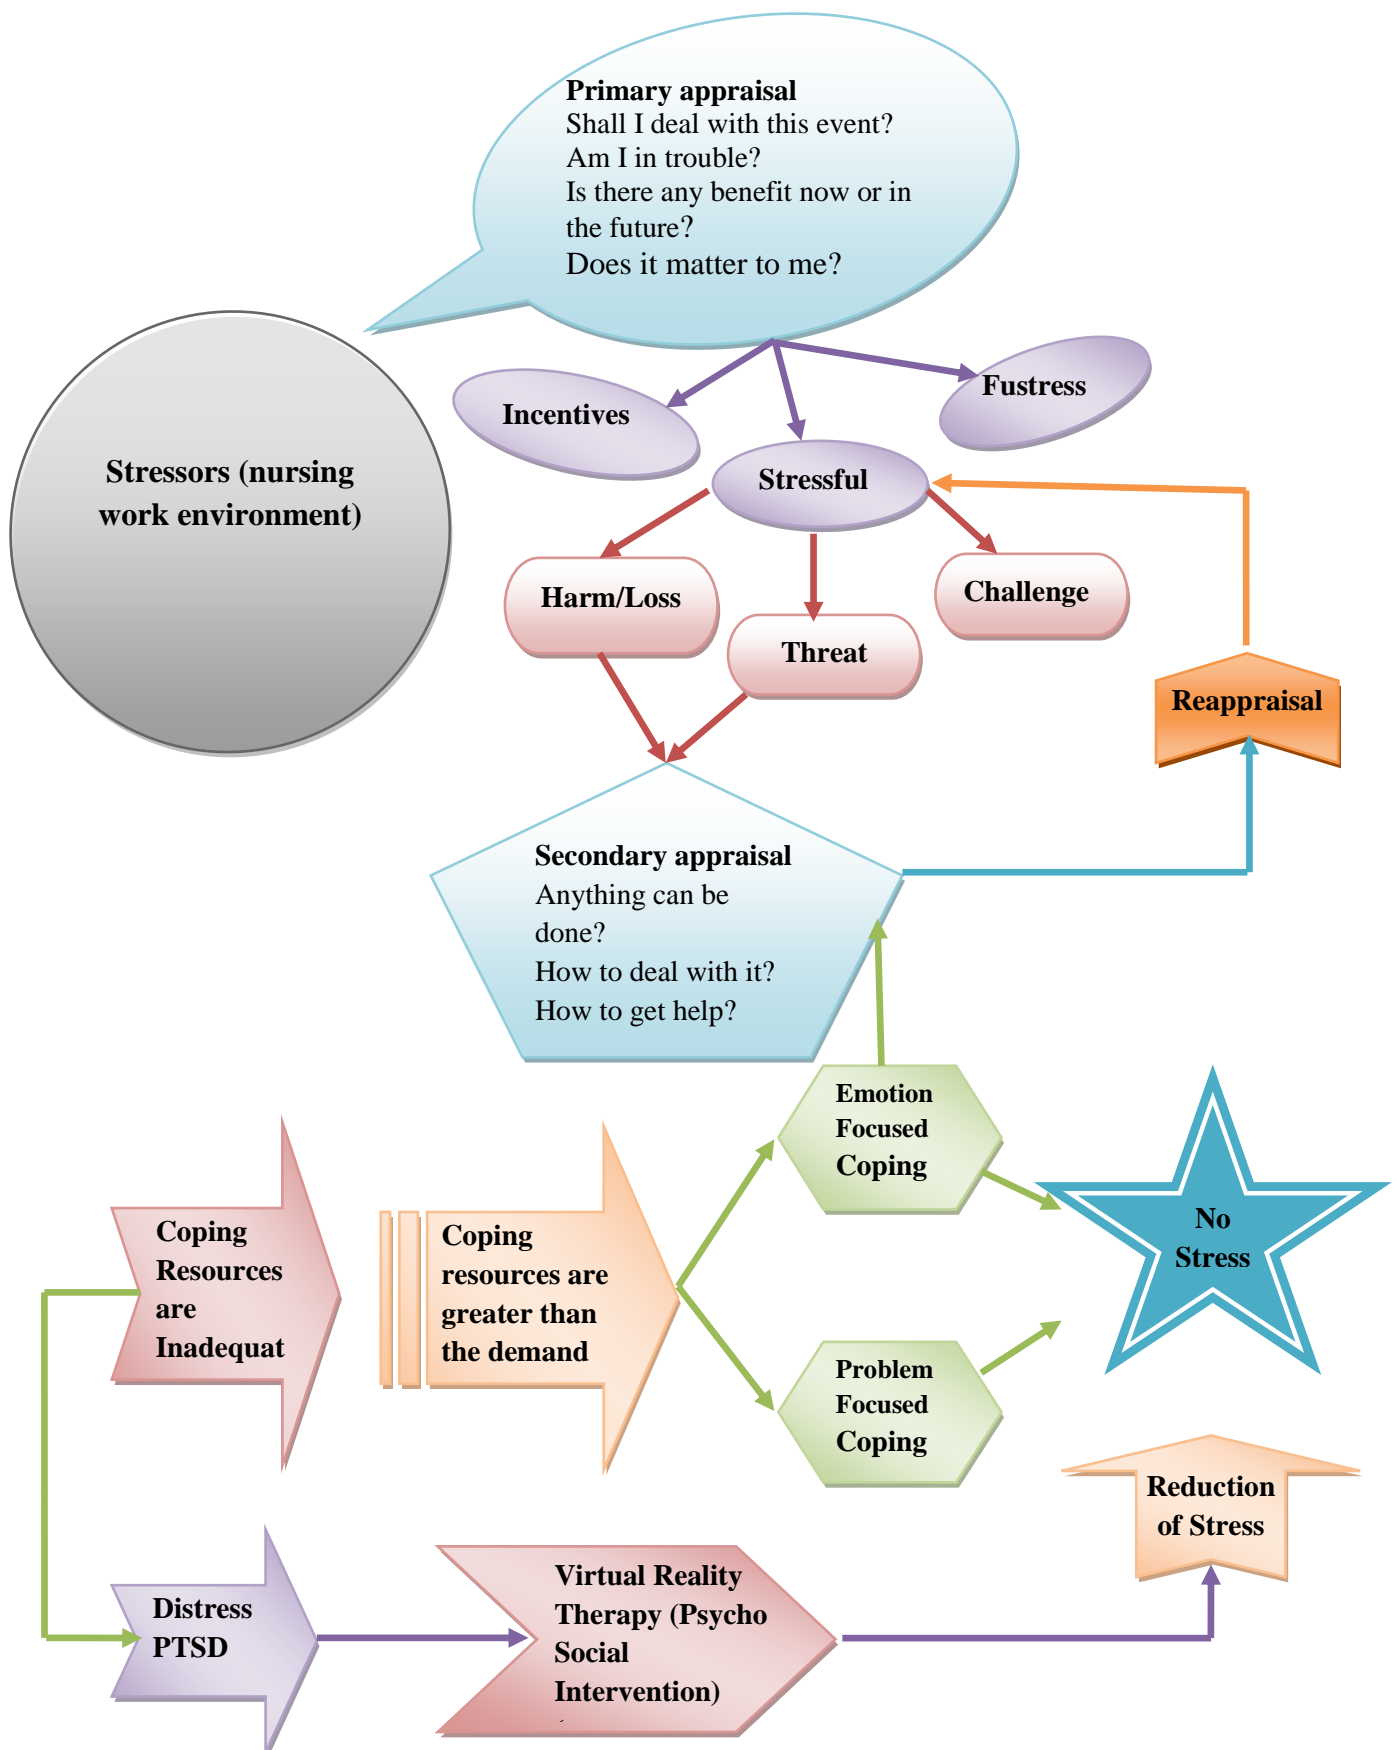 Primary appraisal
Shall I deal with this event?
Am I in trouble?
Is there any benefit now or in
the future?
Does it matter to me?
Incentives
Fustress
Stressful
Stressors (nursing
work environment)
Harm/Loss
Threat
Challenge
Reappraisal
Secondary appraisal
Anything can be
done?
How to deal with it?
How to get help?
Emotion
Focused
Coping
No
Stress
Coping
Resources
are
Inadequat
Coping
resources are
greater than
the demand
Problem
Focused
Coping
Reduction
of Stress
Distress
PTSD
Virtual Reality
Therapy (Psycho
Social
Intervention)